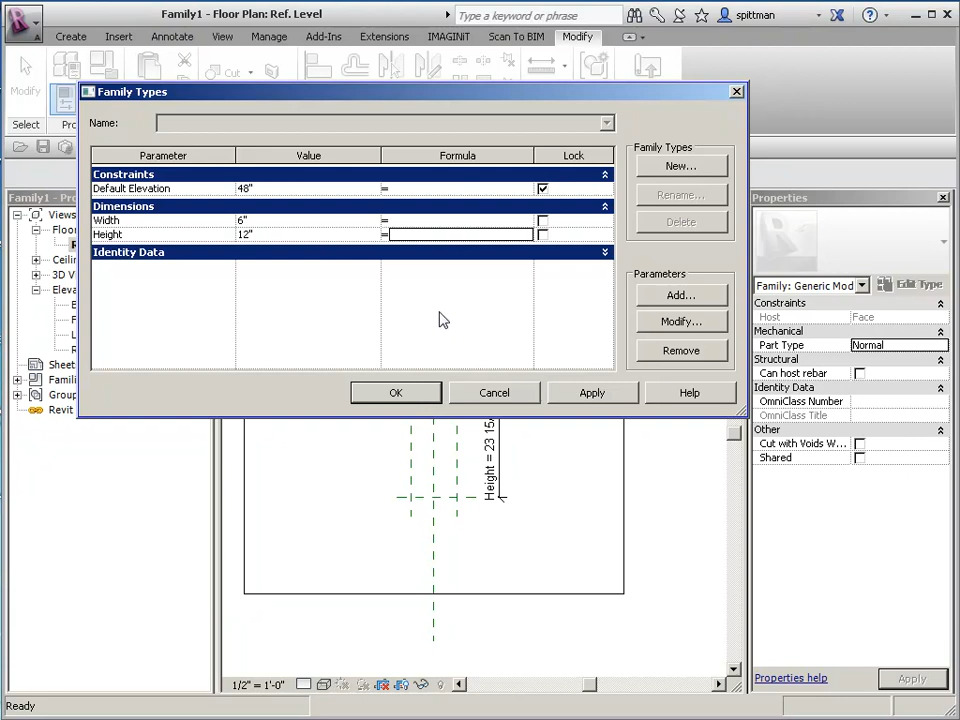 Family1 - Floor Plan: Ref. Level
Type a keyword or phrase
spittman
Create Insert Annotate View Manage Add-Ins Extensions IMAGINiT Scan To BIM Modify
Modify
Cut
Select
Family Types
Name:
Parameter Value Formula Lock
Constraints
Default Elevation 48" =
Dimensions
Width 6" =
Height 12" =
Identity Data
Family Types
New...
Rename...
Delete
Parameters
Add...
Modify...
Remove
OK Cancel Apply Help
Family1 -
Views
Floor
Ceilin
3D V
Eleva
Sheet
Famili
Group
Revit
Height = 23 15/
Properties
Family: Generic Mod
Edit Type
Constraints
Host Face
Mechanical
Part Type Normal
Structural
Can host rebar
Identity Data
OmniClass Number
OmniClass Title
Other
Cut with Voids W...
Shared
Properties help
Apply
1/2" = 1'-0"
Ready